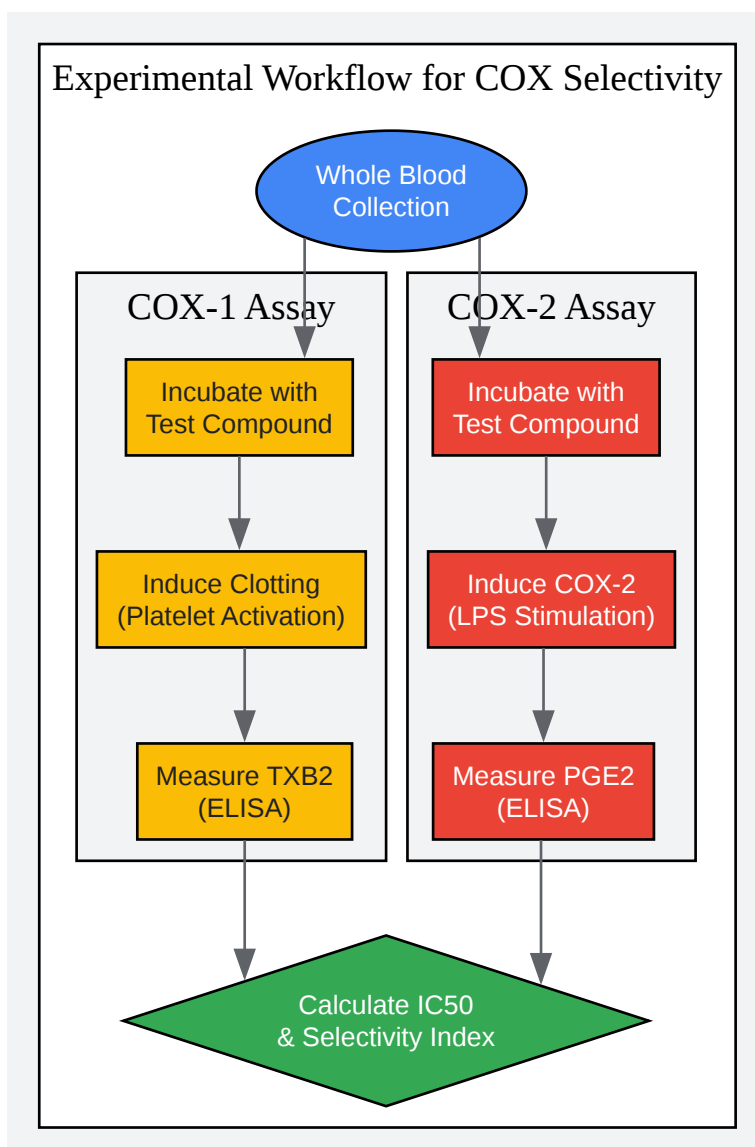 Experimental Workflow for COX Selectivity
Whole Blood
Collection
COX-1 Assay
Incubate with
Test Compound
Induce Clotting
(Platelet Activation)
Measure TXB2
(ELISA)
COX-2 Assay
Incubate with
Test Compound
Induce COX-2
(LPS Stimulation)
Measure PGE2
(ELISA)
Calculate IC50
& Selectivity Index